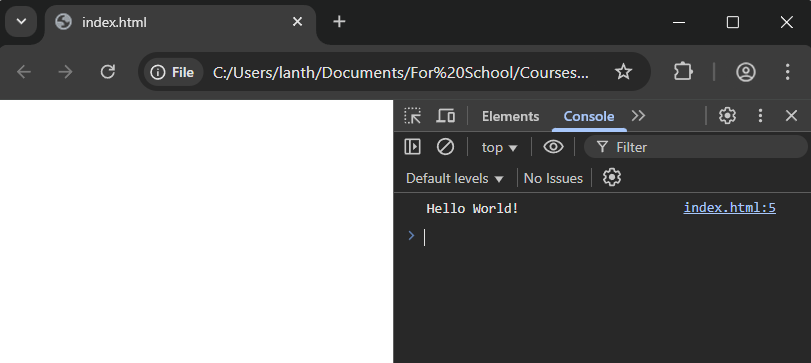 index.html
File C:/Users/lanth/Documents/For%20School/Courses...
Elements Console
top Filter
Default levels No Issues
Hello World! index.html:5